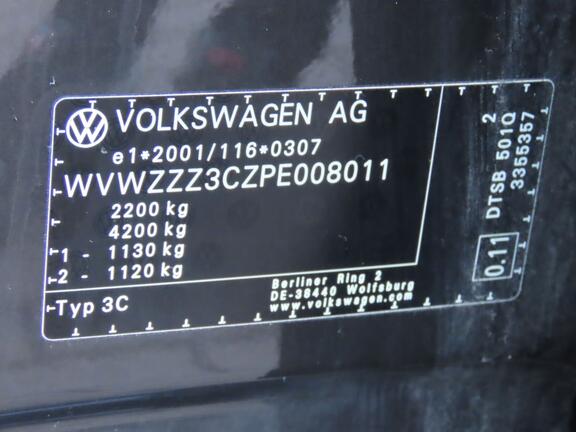 VOLKSWAGEN AG
e1*2001/116*0307
WVWZZZ3CZPE008011
2200 kg
4200 kg
1 - 1130 kg
2 - 1120 kg
Typ 3C
Berliner Ring 2
DE-38440 Wolfsburg
www.volkswagen.com
0.11
DTSB 501Q 2
3355357